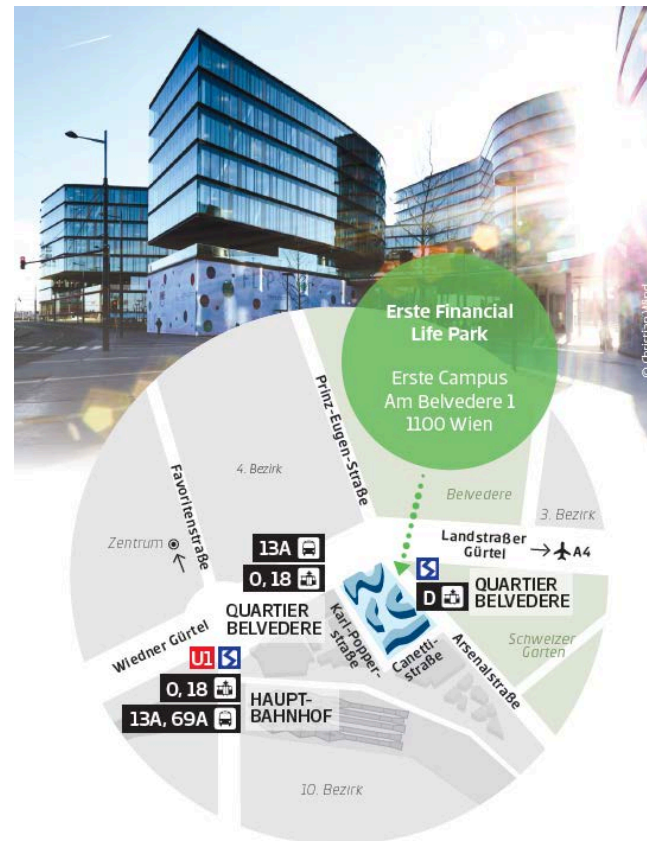 Erste Financial
Life Park
Erste Campus
Am Belvedere 1
1100 Wien
Prinz-Eugen-Straße
4. Bezirk
Favoritenstraße
Belvedere
3. Bezirk
Zentrum
Landstraßer
Gürtel
A4
13A
O, 18
QUARTIER
BELVEDERE
D
QUARTIER
BELVEDERE
Karl-Popper-
straße
Canetti-
straße
Arsenalstraße
Schweizer
Garten
Wiedner Gürtel
U1
O, 18
13A, 69A
HAUPT-
BAHNHOF
10. Bezirk